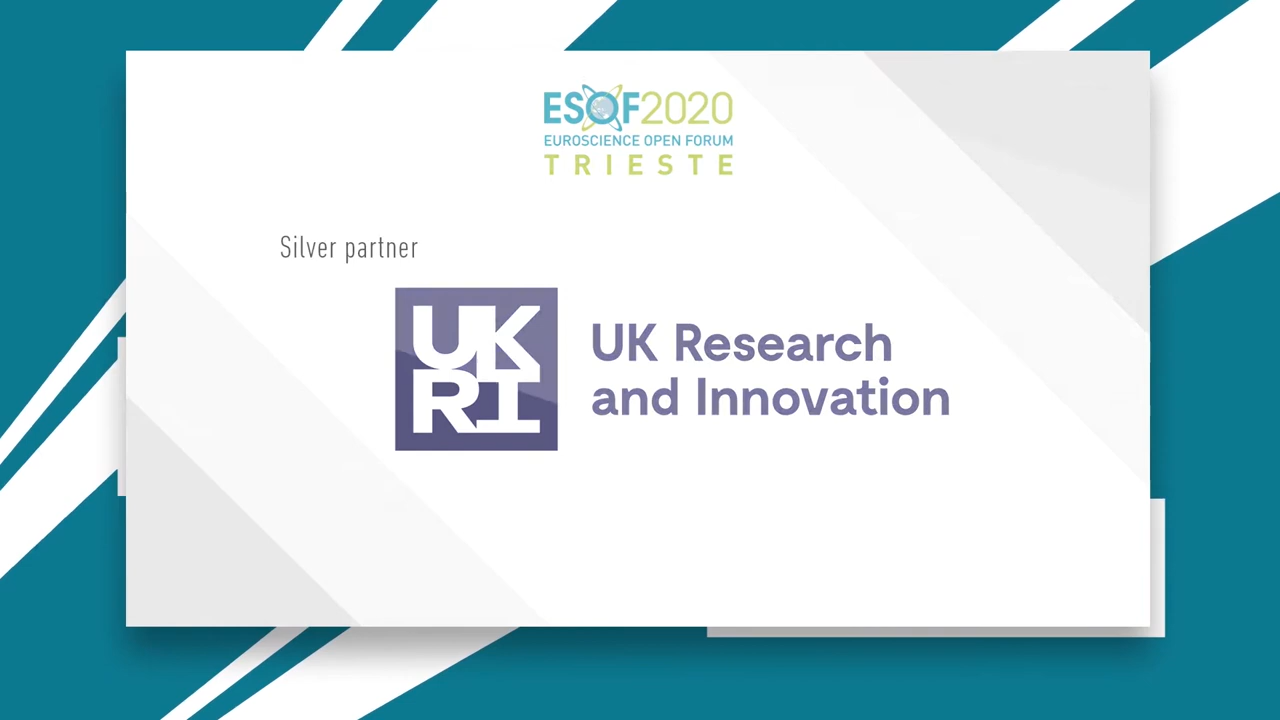 ESOF2020
EUROSCIENCE OPEN FORUM
TRIESTE
Silver partner
UK
RI
UK Research
and Innovation